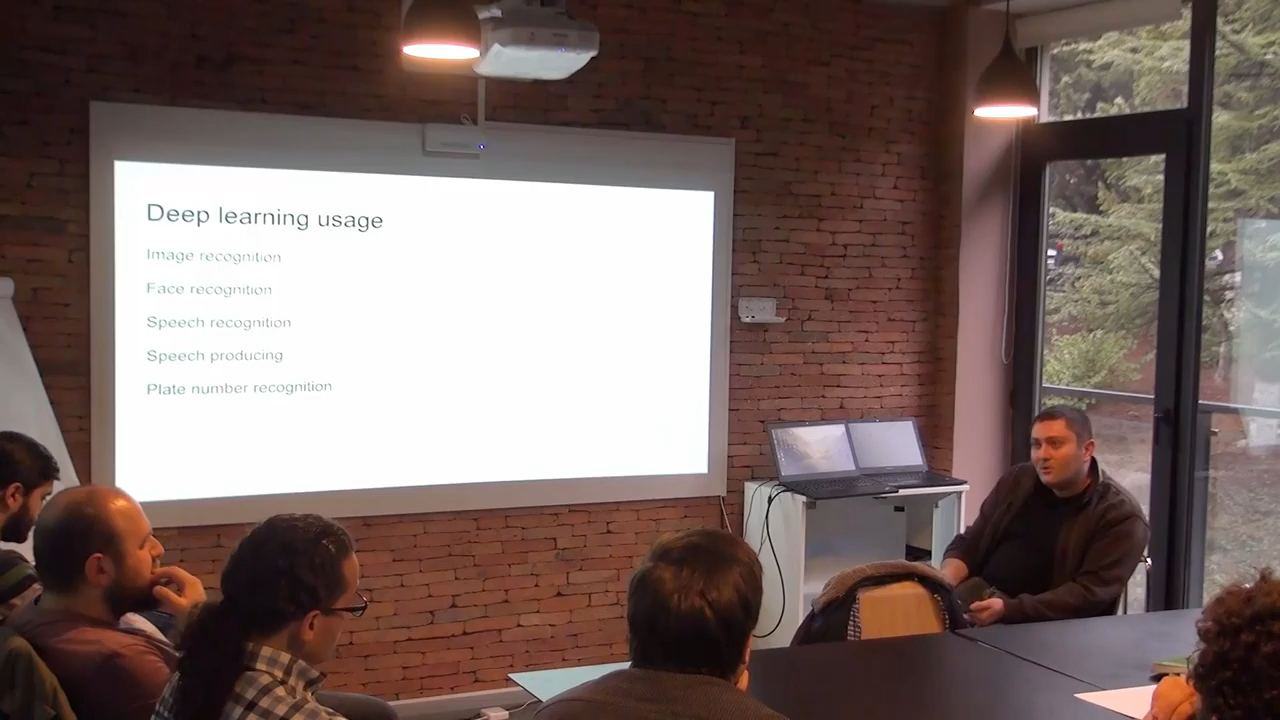 Deep learning usage
Image recognition
Face recognition
Speech recognition
Speech producing
Plate number recognition